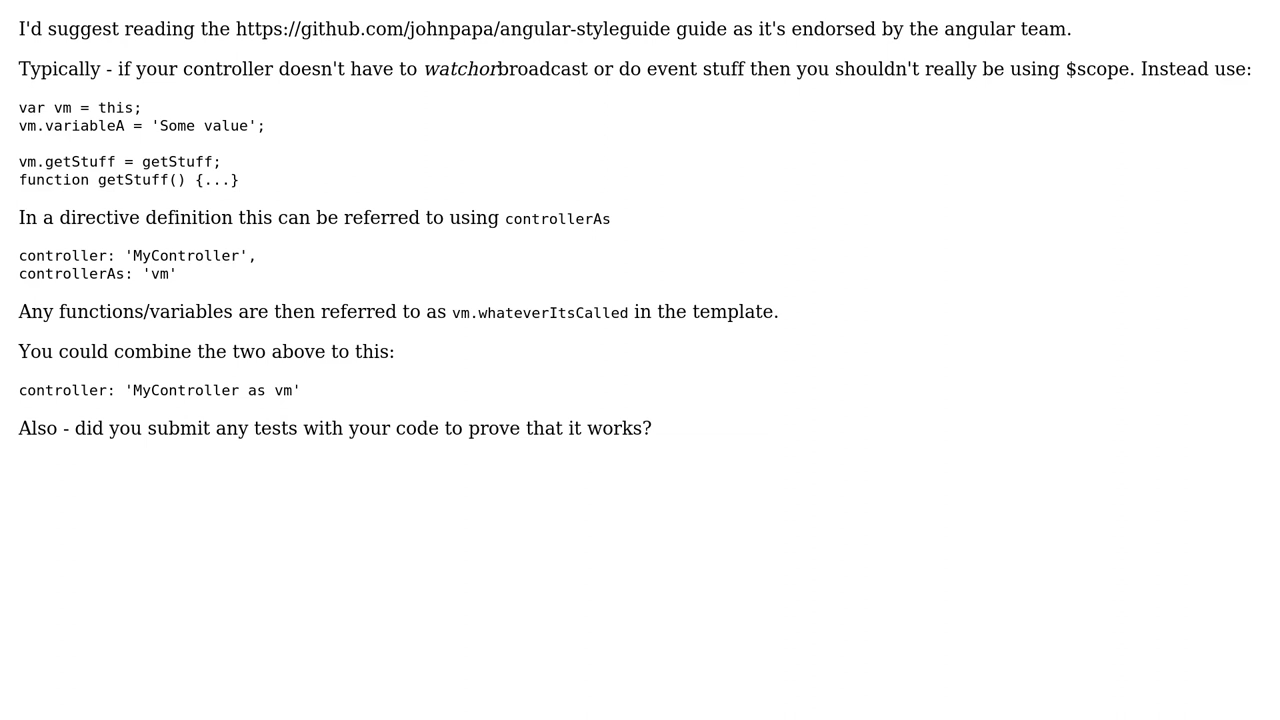 I'd suggest reading the https://github.com/johnpapa/angular-styleguide guide as it's endorsed by the angular team.
Typically - if your controller doesn't have to watchorbroadcast or do event stuff then you shouldn't really be using $scope. Instead use:
var vm = this;
vm.variableA = 'Some value';
vm.getStuff = getStuff;
function getStuff() {...}
In a directive definition this can be referred to using controllerAs
controller: 'MyController',
controllerAs: 'vm'
Any functions/variables are then referred to as vm.whateverItsCalled in the template.
You could combine the two above to this:
controller: 'MyController as vm'
Also - did you submit any tests with your code to prove that it works?